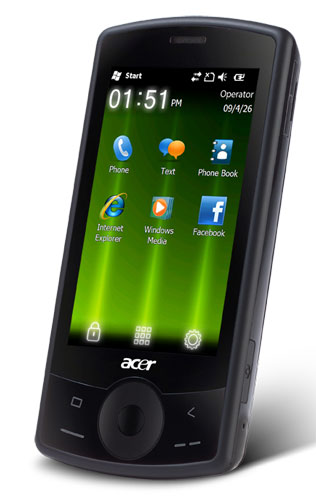 Start
01:51 PM
Operator
09/4/26
Phone
Text
Phone Book
Internet
Explorer
Windows
Media
Facebook
acer